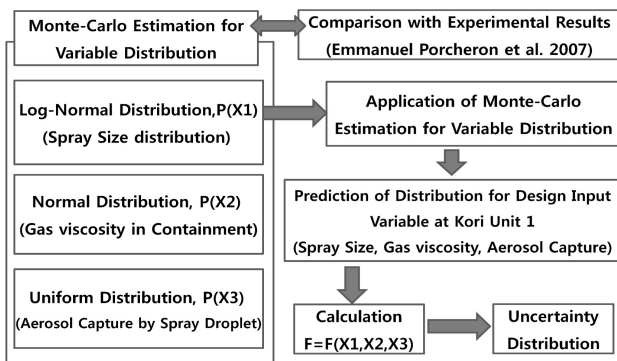 Monte-Carlo Estimation for
Variable Distribution
Comparison with Experimental Results
(Emmanuel Porcheron et al. 2007)
Log-Normal Distribution,P(X1)
(Spray Size distribution)
Application of Monte-Carlo
Estimation for Variable Distribution
Normal Distribution, P(X2)
(Gas viscosity in Containment)
Prediction of Distribution for Design Input
Variable at Kori Unit 1
(Spray Size, Gas viscosity, Aerosol Capture)
Uniform Distribution, P(X3)
(Aerosol Capture by Spray Droplet)
Calculation
F=F(X1,X2,X3)
Uncertainty
Distribution